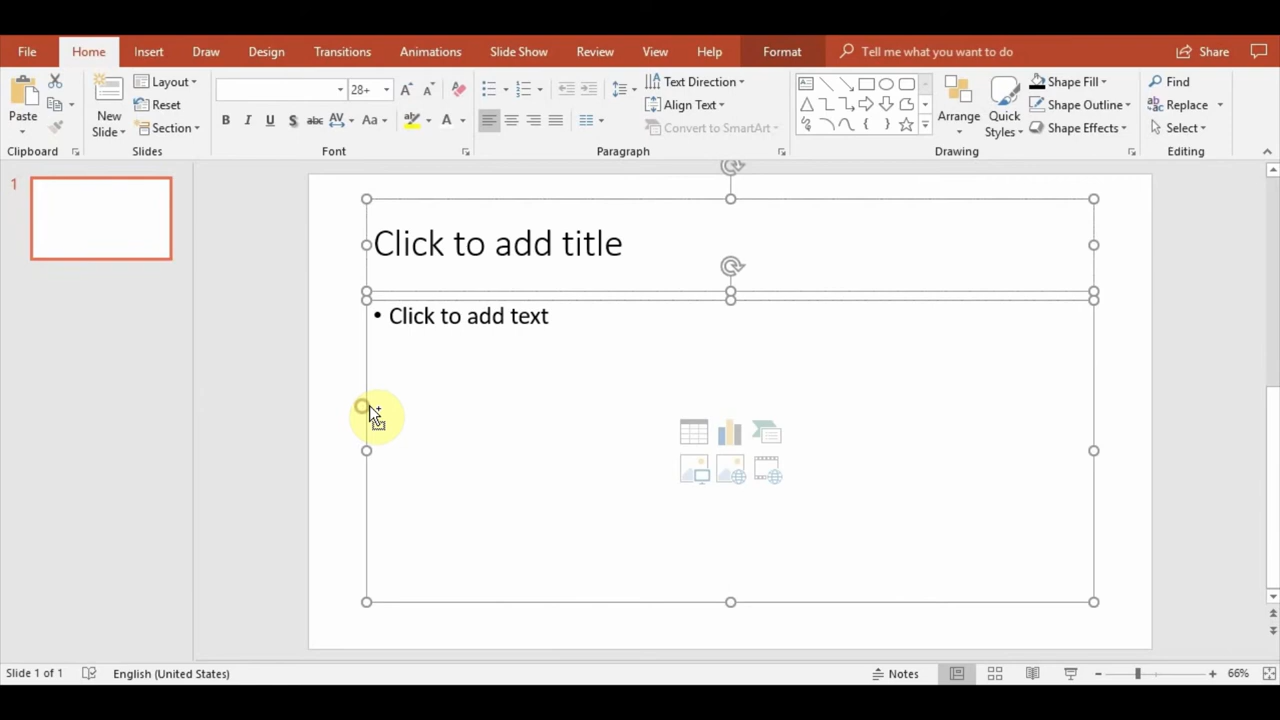 File Home Insert Draw Design Transitions Animations Slide Show Review View Help Format Tell me what you want to do Share
Paste New Slide Layout Reset Section 28+ B I U S abc AV Aa A Text Direction Align Text Convert to SmartArt Arrange Quick Styles Shape Fill Shape Outline Shape Effects Find Replace Select
Clipboard Slides Font Paragraph Drawing Editing
1
Click to add title
• Click to add text
Slide 1 of 1 English (United States) Notes 66%